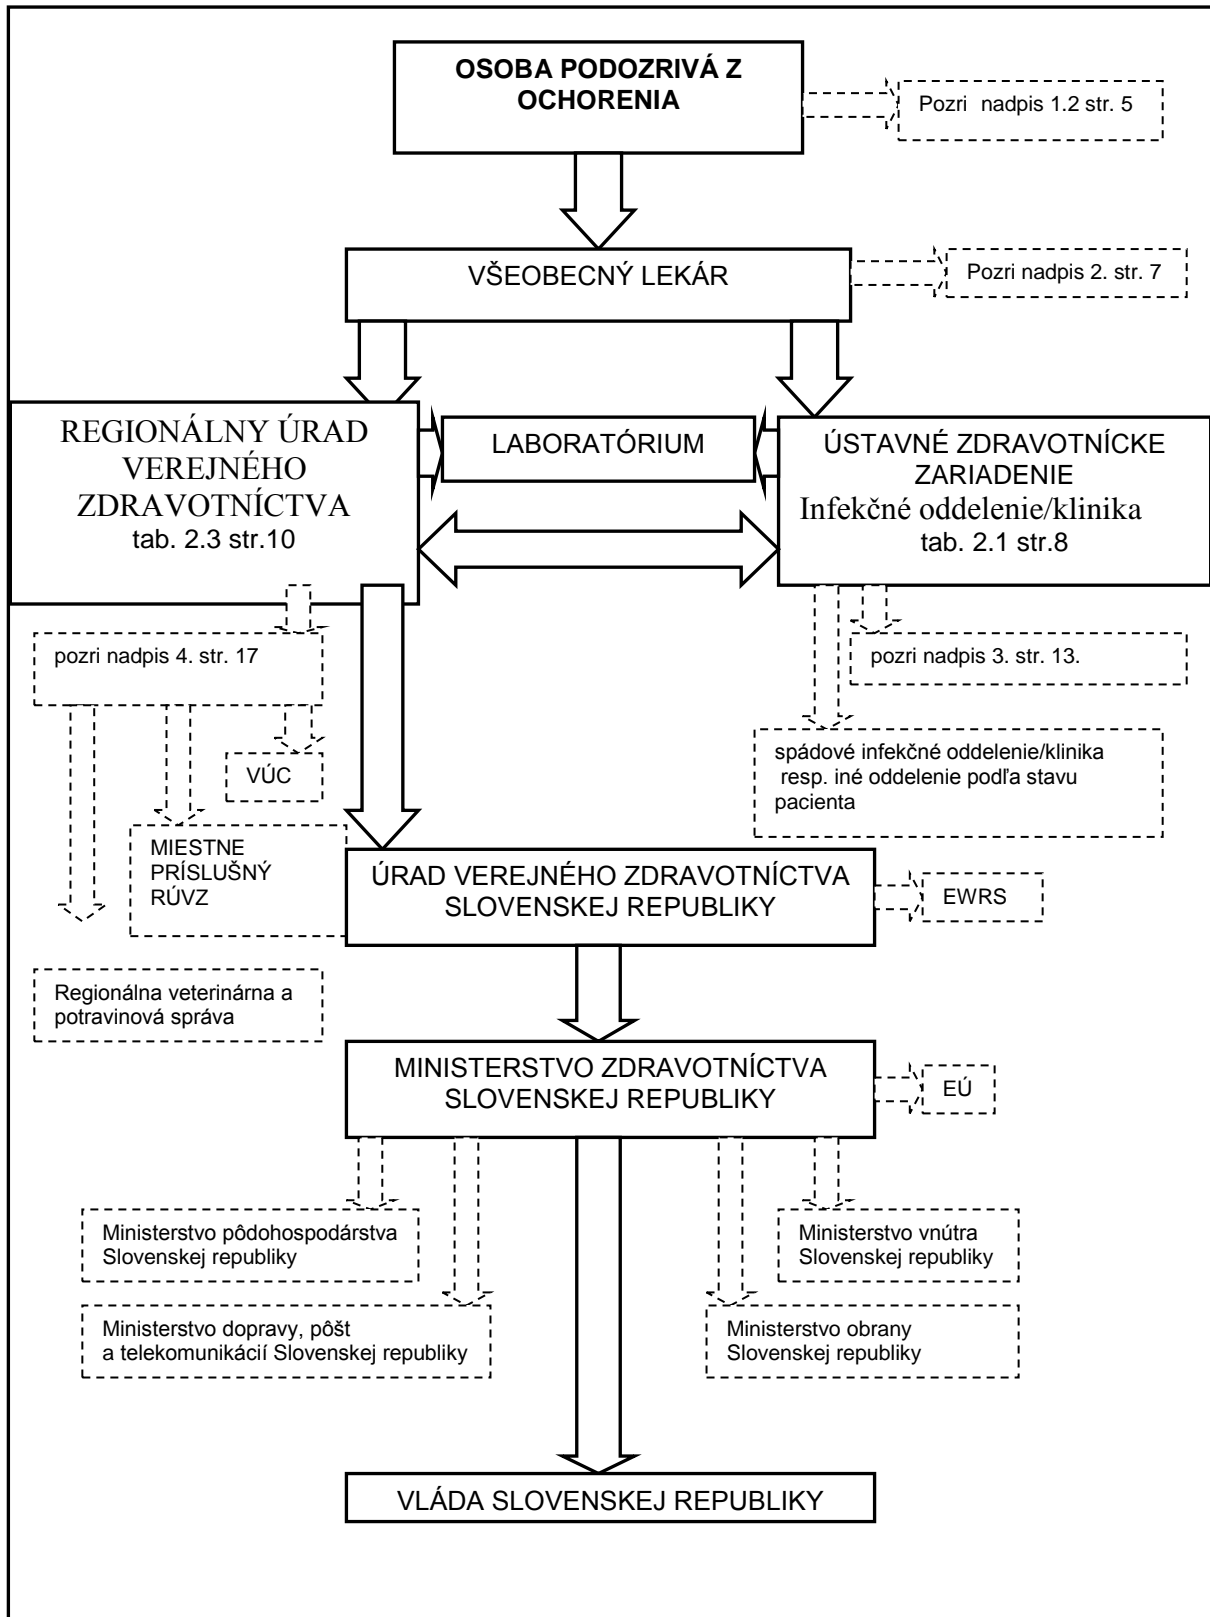 OSOBA PODOZRIVÁ Z
OCHORENIA
Pozri nadpis 1.2 str. 5
VŠEOBECNÝ LEKÁR
Pozri nadpis 2. str. 7
REGIONÁLNY ÚRAD
VEREJNÉHO
ZDRAVOTNÍCTVA
tab. 2.3 str.10
LABORATÓRIUM
ÚSTAVNÉ ZDRAVOTNÍCKE
ZARIADENIE
Infekčné oddelenie/klinika
tab. 2.1 str.8
pozri nadpis 4. str. 17
pozri nadpis 3. str. 13.
VÚC
spádové infekčné oddelenie/klinika
resp. iné oddelenie podľa stavu
pacienta
MIESTNE
PRÍSLUŠNÝ
RÚVZ
ÚRAD VEREJNÉHO ZDRAVOTNÍCTVA
SLOVENSKEJ REPUBLIKY
EWRS
Regionálna veterinárna a
potravinová správa
MINISTERSTVO ZDRAVOTNÍCTVA
SLOVENSKEJ REPUBLIKY
EÚ
Ministerstvo pôdohospodárstva
Slovenskej republiky
Ministerstvo vnútra
Slovenskej republiky
Ministerstvo dopravy, pôšt
a telekomunikácií Slovenskej republiky
Ministerstvo obrany
Slovenskej republiky
VLÁDA SLOVENSKEJ REPUBLIKY